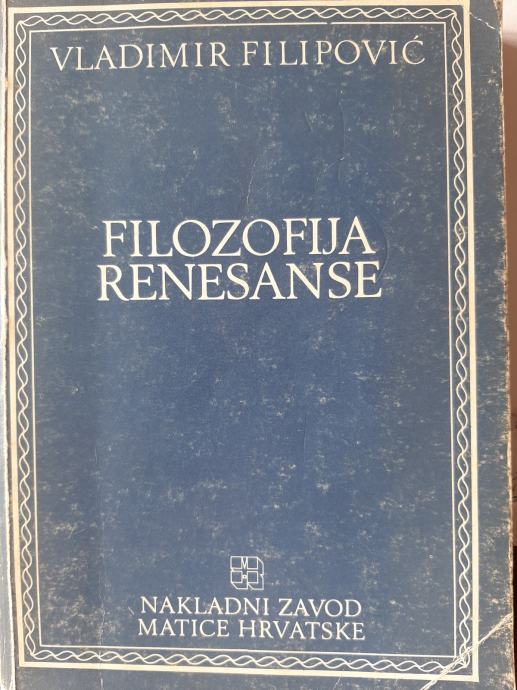 VLADIMIR FILIPOVIĆ
FILOZOFIJA
RENESANSE
NAKLADNI ZAVOD
MATICE HRVATSKE